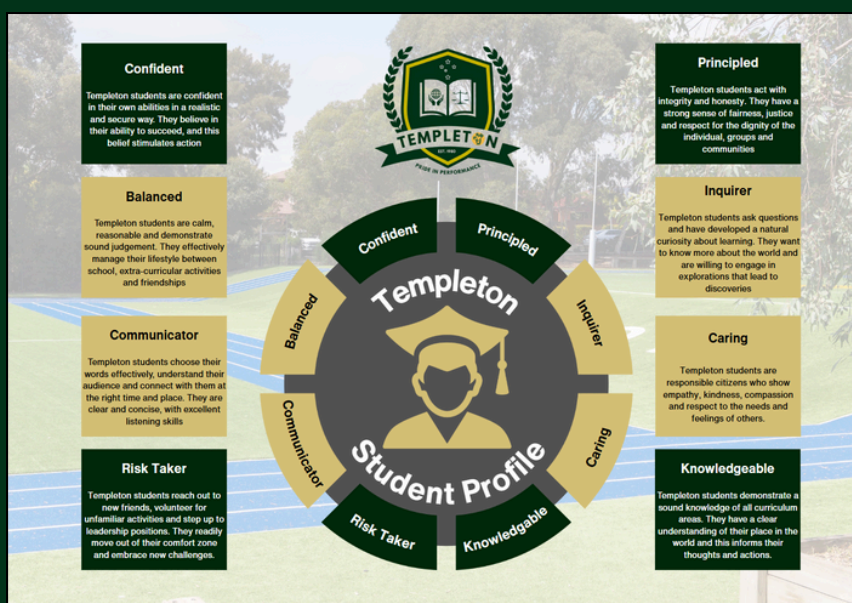 Confident
Templeton students are confident
in their own abilities in a realistic
and secure way. They believe in
their ability to succeed, and this
belief stimulates action
Balanced
Templeton students are calm,
reasonable and demonstrate
sound judgement. They effectively
manage their lifestyle between
school, extra-curricular activities
and friendships
Communicator
Templeton students choose their
words effectively, understand their
audience and connect with them at
the right time and place. They are
clear and concise, with excellent
listening skills
Risk Taker
Templeton students reach out to
new friends, volunteer for
unfamiliar activities and step up to
leadership positions. They readily
move out of their comfort zone
and embrace new challenges.
TEMPLETON
PRIDE IN PERFORMANCE
Confident
Principled
Balanced
Inquirer
Templeton
Student Profile
Communicator
Caring
Risk Taker
Knowledgable
Principled
Templeton students act with
integrity and honesty. They have a
strong sense of fairness, justice
and respect for the dignity of the
individual, groups and
communities
Inquirer
Templeton students ask questions
and have developed a natural
curiosity about learning. They want
to know more about the world and
are willing to engage in
explorations that lead to
discoveries
Caring
Templeton students are
responsible citizens who show
empathy, kindness, compassion
and respect to the needs and
feelings of others.
Knowledgeable
Templeton students demonstrate a
sound knowledge of all curriculum
areas. They have a clear
understanding of their place in the
world and this informs their
thoughts and actions.